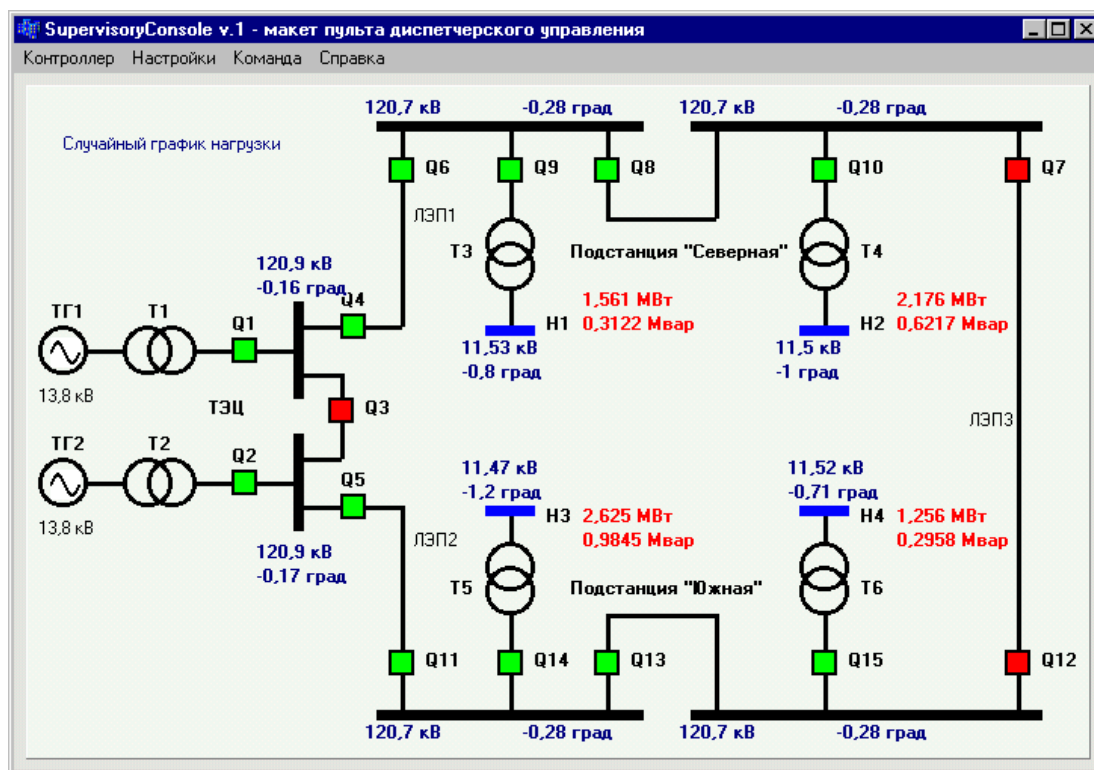 SupervisoryConsole v.1 - макет пульта диспетчерского управления
Контроллер Настройки Команда Справка
120,7 кВ -0,28 град 120,7 кВ -0,28 град
Случайный график нагрузки
Q6 Q9 Q8 Q10 Q7
ЛЭП1
Т3 Подстанция "Северная" Т4
120,9 кВ
-0,16 град
Q4
1,561 МВт 2,176 МВт
ТГ1 Т1 Q1
Н1 0,3122 Мвар Н2 0,6217 Мвар
11,53 кВ 11,5 кВ
-0,8 град -1 град
13,8 кВ
ТЭЦ Q3
ЛЭП3
ТГ2 Т2 Q2
11,47 кВ 11,52 кВ
Q5 -1,2 град -0,71 град
Н3 2,625 МВт Н4 1,256 МВт
13,8 кВ
ЛЭП2 0,9845 Мвар 0,2958 Мвар
120,9 кВ
-0,17 град
Т5 Подстанция "Южная" Т6
Q11 Q14 Q13 Q15 Q12
120,7 кВ -0,28 град 120,7 кВ -0,28 град